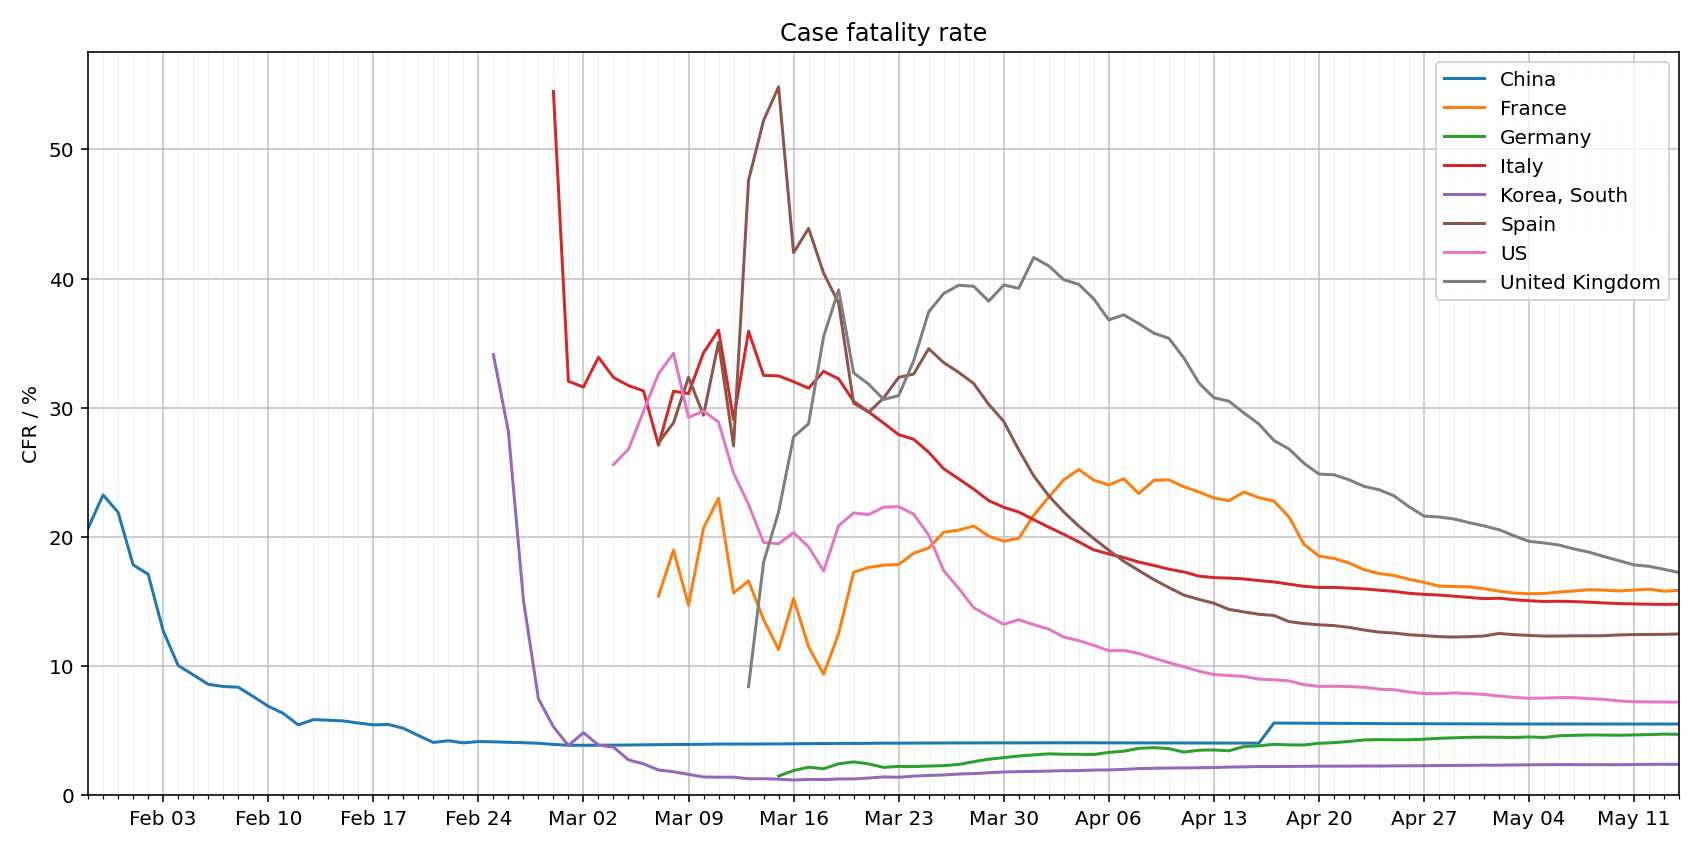 Case fatality rate
CFR / %
50
40
30
20
10
0
Feb 03 Feb 10 Feb 17 Feb 24 Mar 02 Mar 09 Mar 16 Mar 23 Mar 30 Apr 06 Apr 13 Apr 20 Apr 27 May 04 May 11
China
France
Germany
Italy
Korea, South
Spain
US
United Kingdom